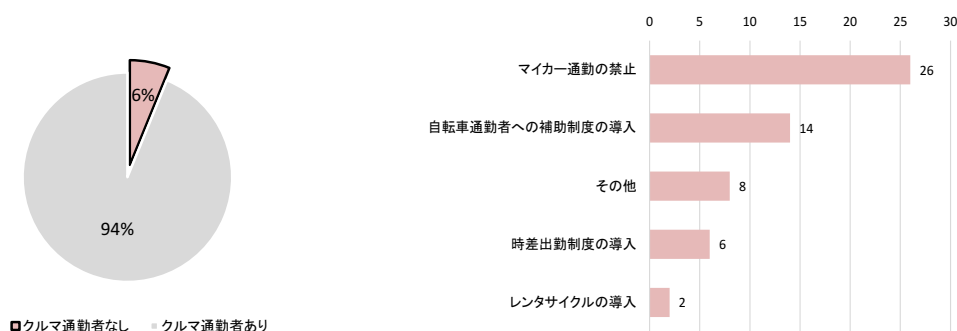 6%
94%
クルマ通勤者なし クルマ通勤者あり
0 5 10 15 20 25 30
マイカー通勤の禁止 26
自転車通勤者への補助制度の導入 14
その他 8
時差出勤制度の導入 6
レンタサイクルの導入 2